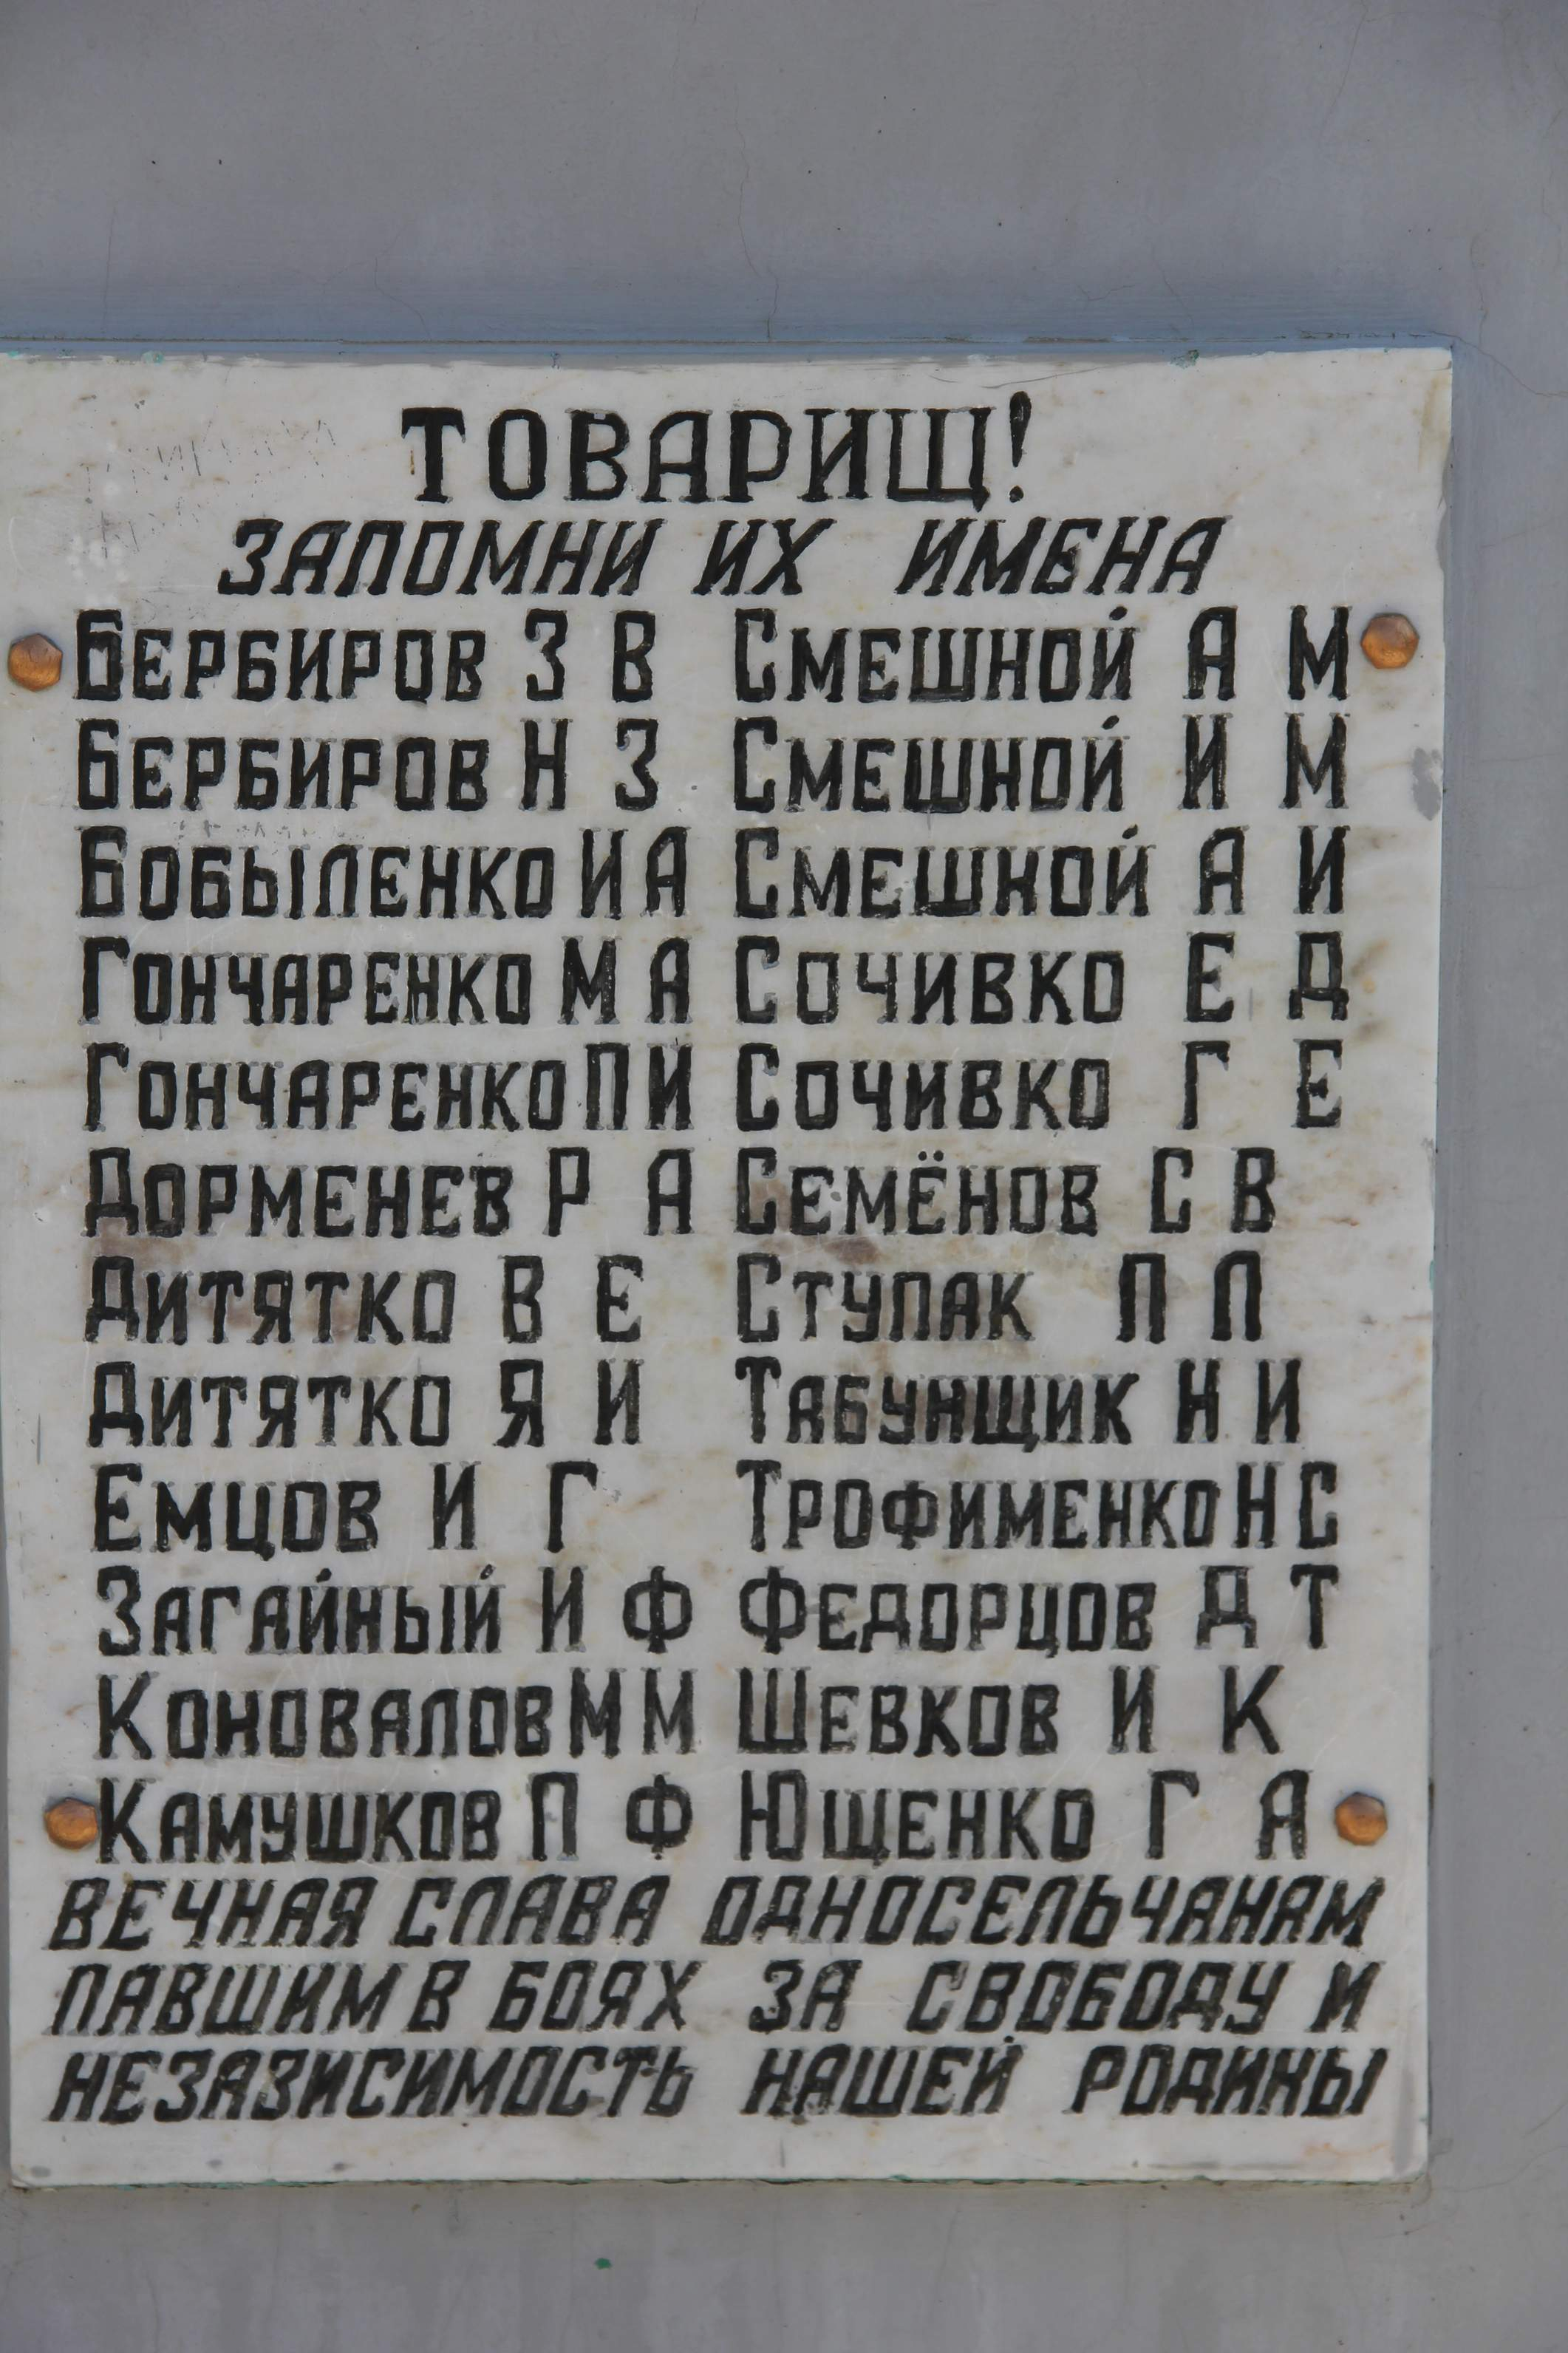 ТОВАРИЩ!
ЗАПОМНИ ИХ ИМЕНА
БЕРБИРОВ З В СМЕШНОЙ А М
БЕРБИРОВ Н З СМЕШНОЙ И М
БОБЫЛЕНКО И А СМЕШНОЙ А И
ГОНЧАРЕНКО М А СОЧИВКО Е Д
ГОНЧАРЕНКО П И СОЧИВКО Г Е
ДОРМЕНЕВ Р А СЕМЁНОВ С В
ДИТЯТКО В Е СТУПАК П П
ДИТЯТКО Я И ТАБУНЩИК Н И
ЕМЦОВ И Г ТРОФИМЕНКО Н С
ЗАГАЙНЫЙ И Ф ФЕДОРЦОВ Д Т
КОНОВАЛОВ М М ШЕВКОВ И К
КАМУШКОВ П Ф ЮЩЕНКО Г А
ВЕЧНАЯ СЛАВА ОДНОСЕЛЬЧАНАМ
ПАВШИМ В БОЯХ ЗА СВОБОДУ И
НЕЗАЗИСИМОСТЬ НАШЕЙ РОДИНЫ